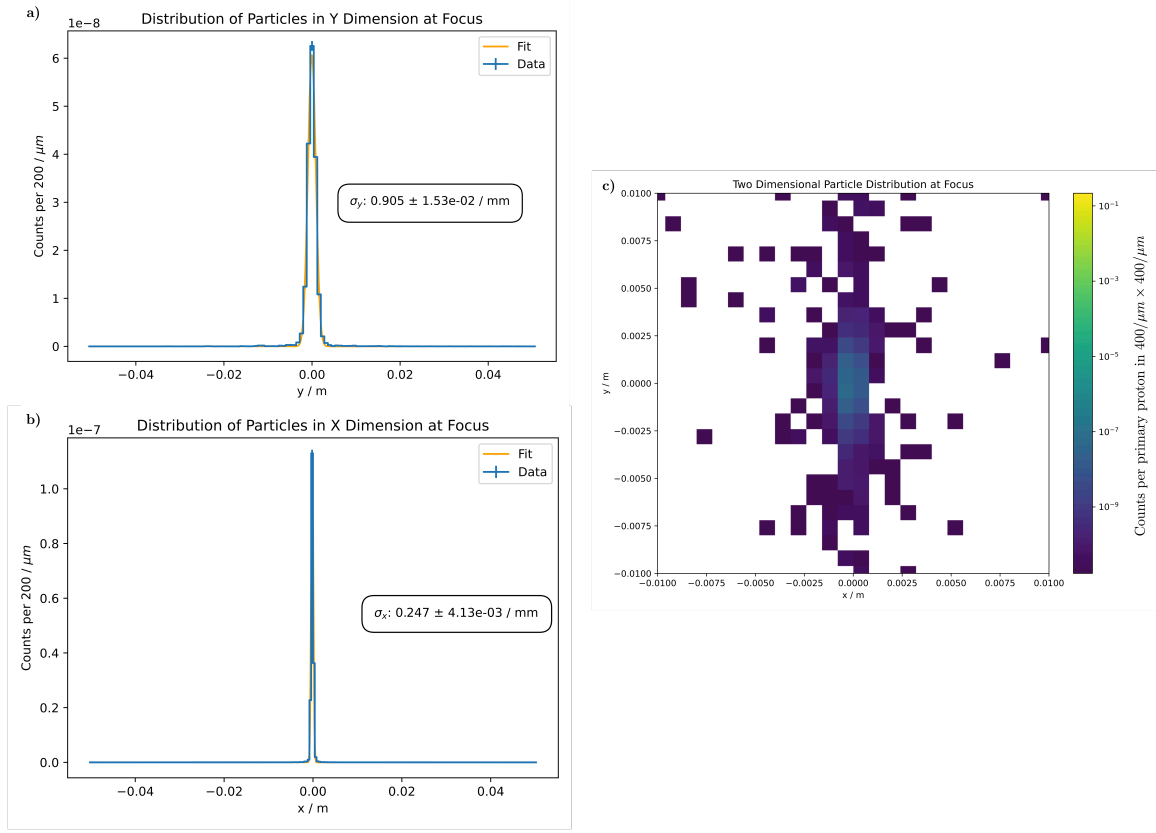 a)
1e−8
Distribution of Particles in Y Dimension at Focus
Fit
Data
6
5
4
3
2
1
0
Counts per 200 / μm
σy: 0.905 ± 1.53e-02 / mm
−0.04
−0.02
0.00
0.02
0.04
y / m
b)
1e−7
Distribution of Particles in X Dimension at Focus
Fit
Data
1.0
0.8
0.6
0.4
0.2
0.0
Counts per 200 / μm
σx: 0.247 ± 4.13e-03 / mm
−0.04
−0.02
0.00
0.02
0.04
x / m
c)
Two Dimensional Particle Distribution at Focus
0.0100
0.0075
0.0050
0.0025
0.0000
−0.0025
−0.0050
−0.0075
−0.0100
y / m
−0.0100
−0.0075
−0.0050
−0.0025
0.0000
0.0025
0.0050
0.0075
0.0100
x / m
10⁻¹
10⁻³
10⁻⁵
10⁻⁷
10⁻⁹
Counts per primary proton in 400/μm × 400/μm